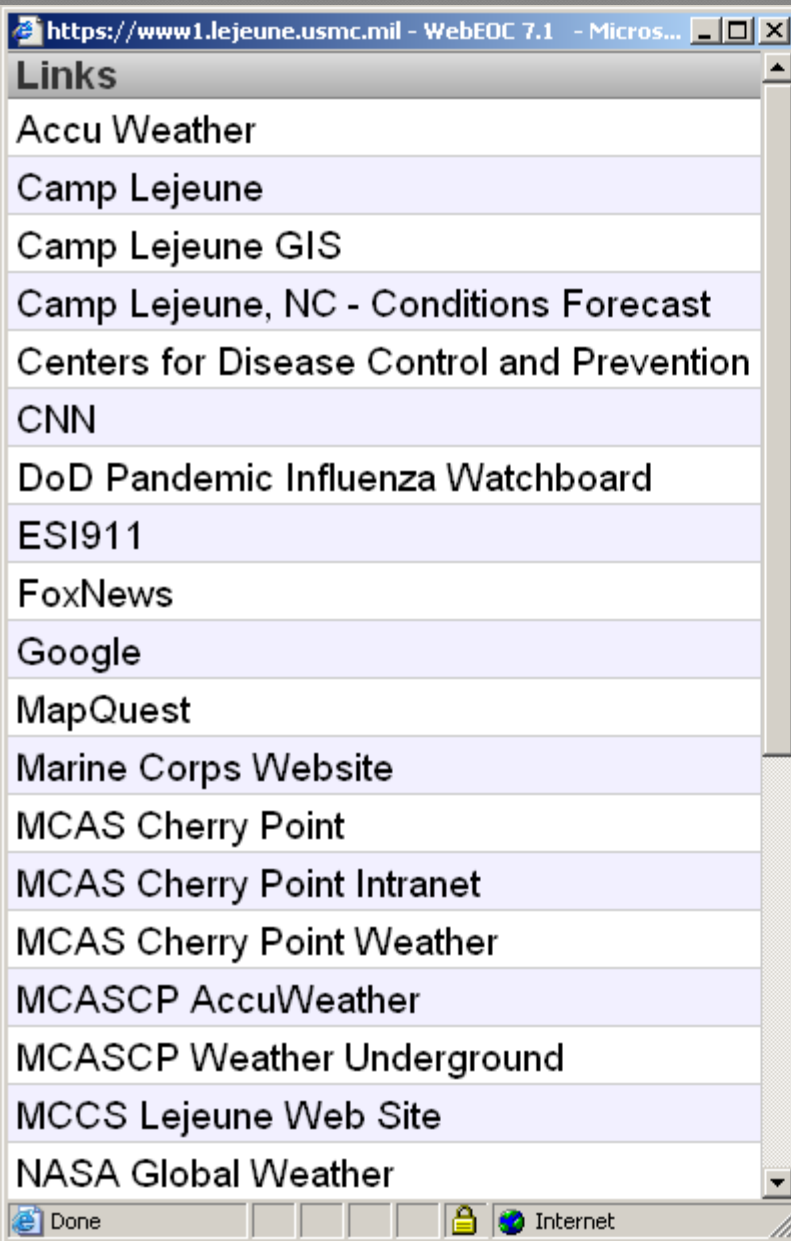 https://www1.lejeune.usmc.mil - WebEOC 7.1 - Micros...
Links
Accu Weather
Camp Lejeune
Camp Lejeune GIS
Camp Lejeune, NC - Conditions Forecast
Centers for Disease Control and Prevention
CNN
DoD Pandemic Influenza Watchboard
ESI911
FoxNews
Google
MapQuest
Marine Corps Website
MCAS Cherry Point
MCAS Cherry Point Intranet
MCAS Cherry Point Weather
MCASCP AccuWeather
MCASCP Weather Underground
MCCS Lejeune Web Site
NASA Global Weather
Done Internet